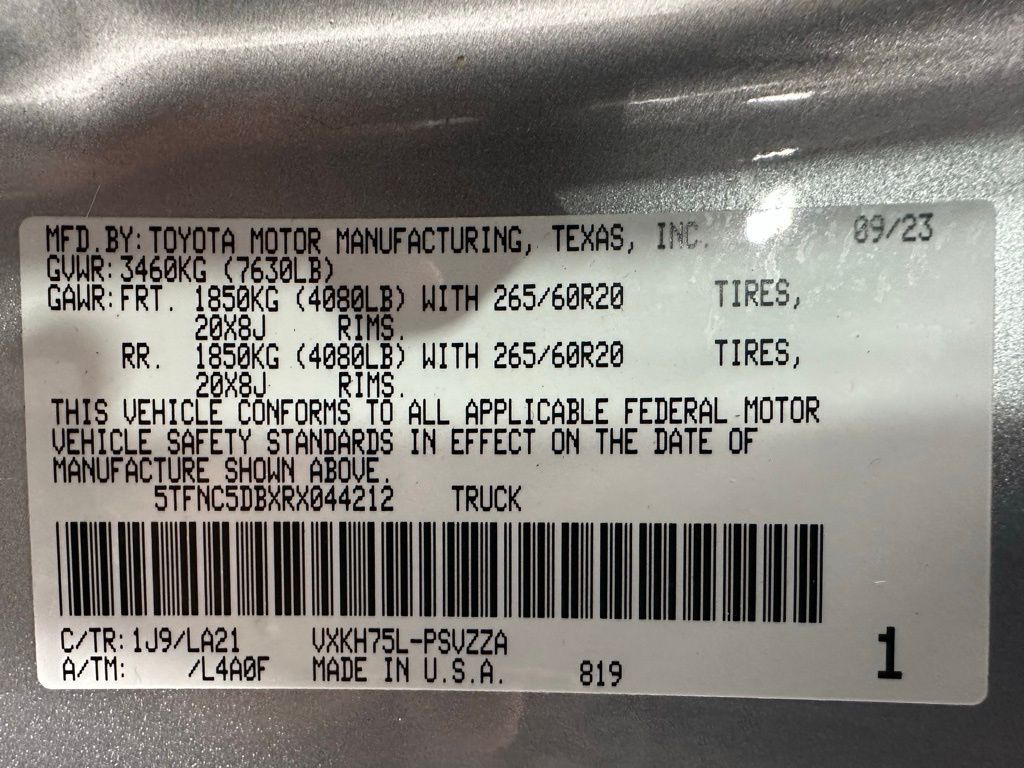 MFD.BY: TOYOTA MOTOR MANUFACTURING, TEXAS, INC. 09/23
GVWR: 3460KG (7630LB)
GAWR: FRT. 1850KG (4080LB) WITH 265/60R20 TIRES,
20X8J RIMS.
RR. 1850KG (4080LB) WITH 265/60R20 TIRES,
20X8J RIMS.
THIS VEHICLE CONFORMS TO ALL APPLICABLE FEDERAL MOTOR
VEHICLE SAFETY STANDARDS IN EFFECT ON THE DATE OF
MANUFACTURE SHOWN ABOVE.
5TFNC5DBXRX044212 TRUCK
C/TR: 1J9/LA21 VXKH75L-PSVZZA
A/TM: /L4A0F MADE IN U.S.A. 819 1